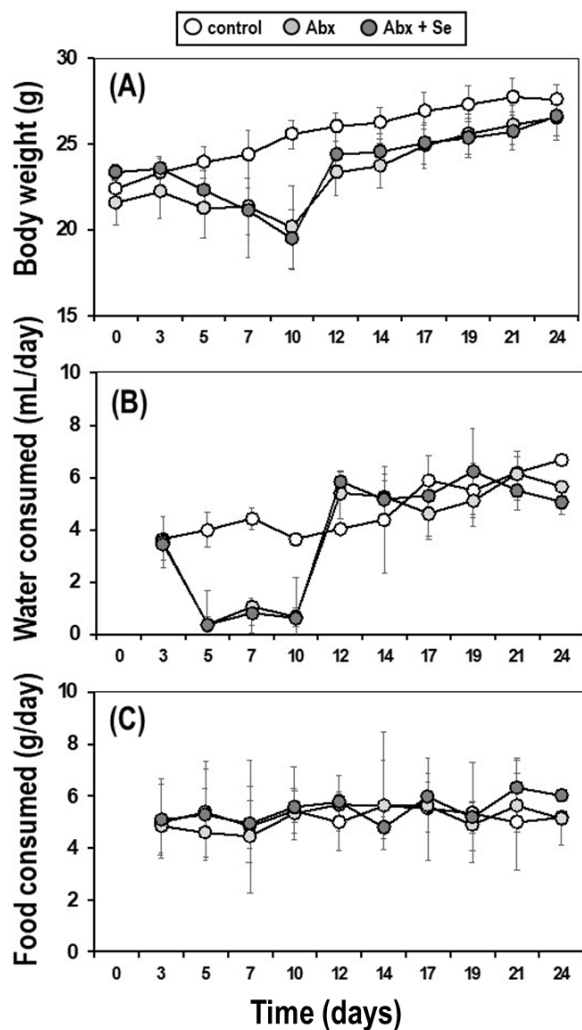 control Abx Abx + Se
(A)
Body weight (g)
30
25
20
15
0 3 5 7 10 12 14 17 19 21 24
(B)
Water consumed (mL/day)
10
8
6
4
2
0
0 3 5 7 10 12 14 17 19 21 24
(C)
Food consumed (g/day)
10
8
6
4
2
0
0 3 5 7 10 12 14 17 19 21 24
Time (days)